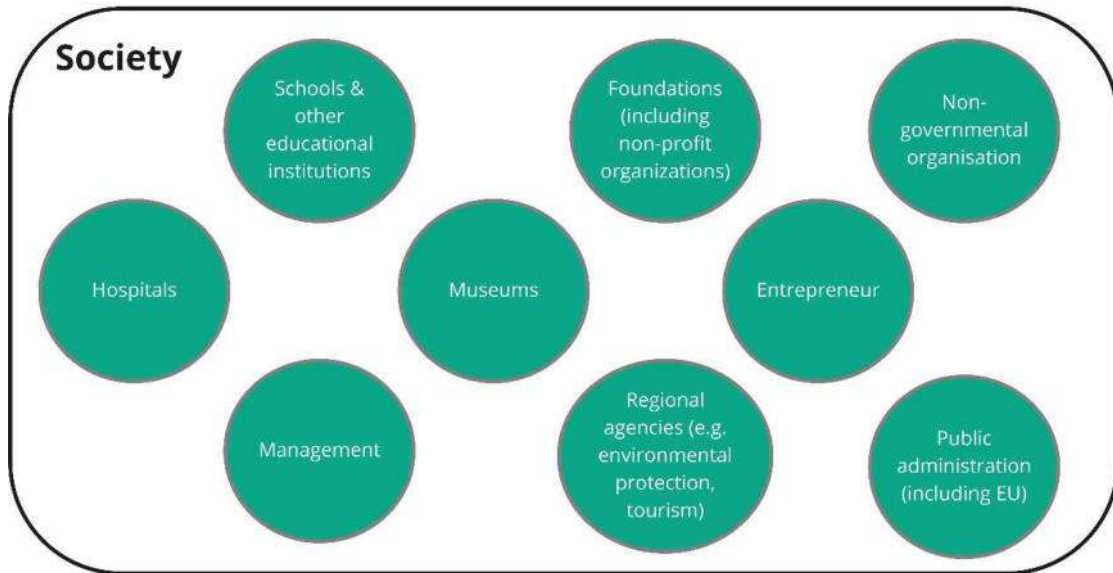 Society
Schools &
other
educational
institutions
Foundations
(including
non-profit
organizations)
Non-
governmental
organisation
Hospitals
Museums
Entrepreneur
Management
Regional
agencies (e.g.
environmental
protection,
tourism)
Public
administration
(including EU)